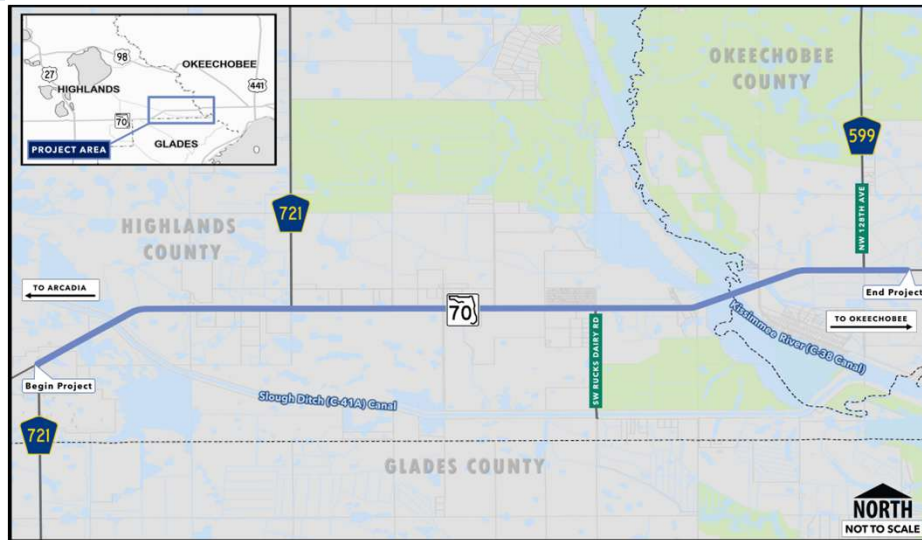 98
OKEECHOBEE
27
HIGHLANDS
441
70
GLADES
PROJECT AREA
OKEECHOBEE
COUNTY
599
NW 128TH AVE
721
HIGHLANDS
COUNTY
TO ARCADIA
70
End Project
TO OKEECHOBEE
Kissimmee River (C-38 Canal)
SW RUCKS DAIRY RD
Begin Project
Slough Ditch (C-41A) Canal
721
GLADES COUNTY
NORTH
NOT TO SCALE